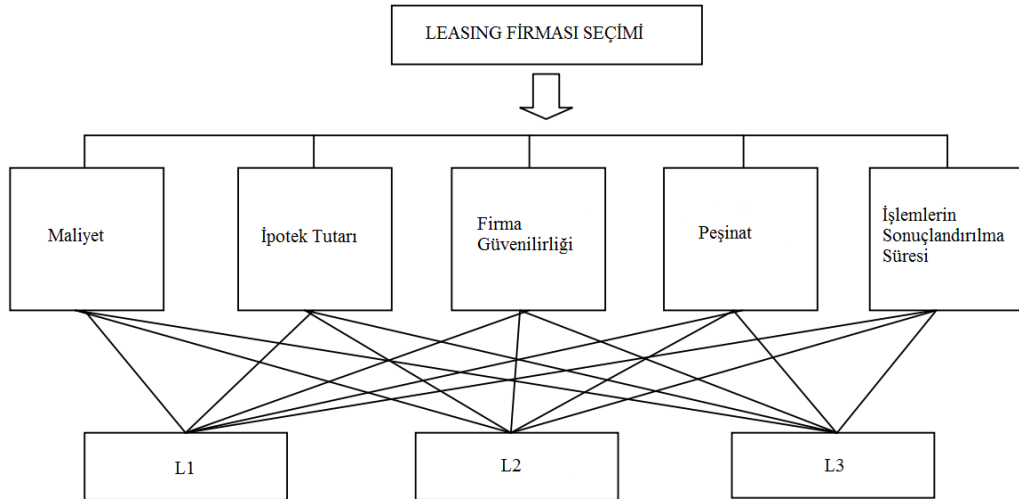 LEASING FİRMASI SEÇİMİ
Maliyet
İpotek Tutarı
Firma
Güvenilirliği
Peşinat
İşlemlerin
Sonuçlandırılma
Süresi
L1
L2
L3